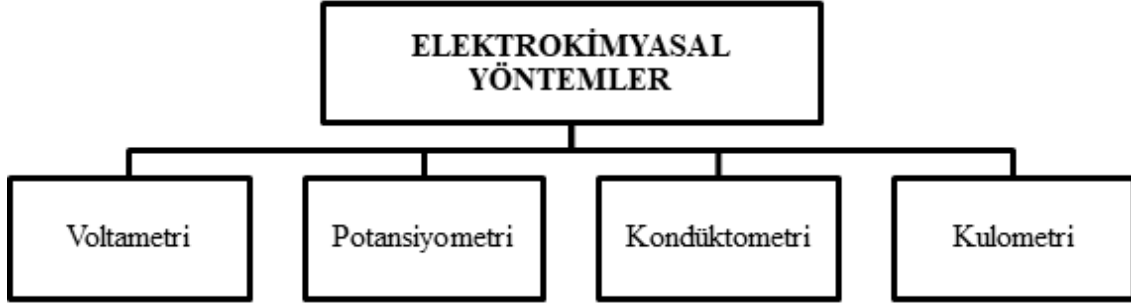 ELEKTROKİMYASAL
YÖNTEMLER
Voltametri
Potansiyometri
Kondüktometri
Kulometri